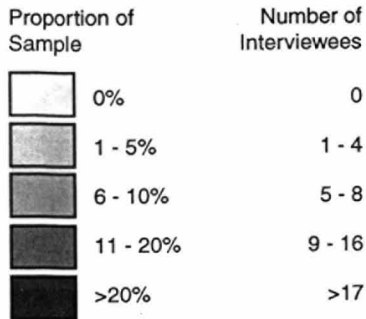 Proportion of Sample Number of Interviewees
0% 0
1 - 5% 1 - 4
6 - 10% 5 - 8
11 - 20% 9 - 16
>20% >17